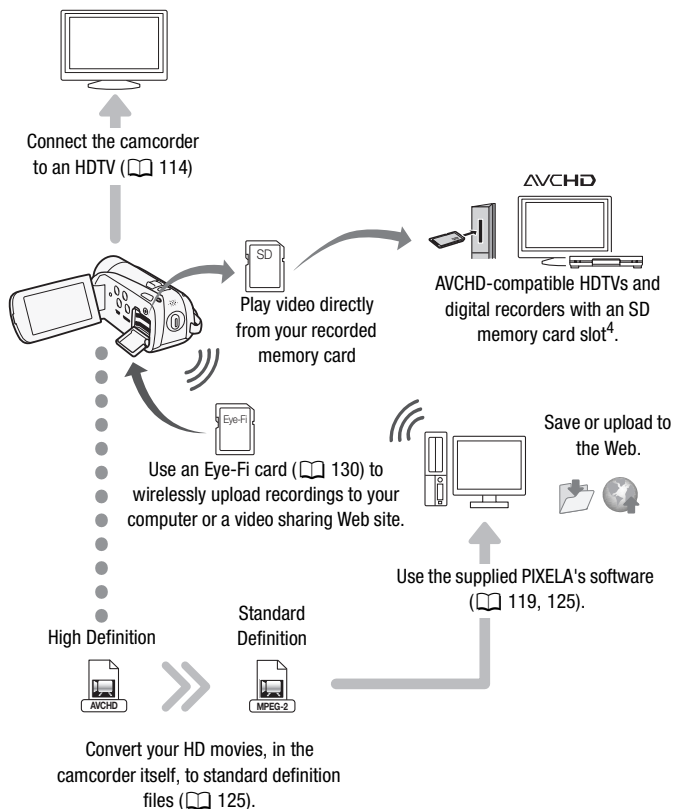 Connect the camcorder
to an HDTV (114)
AVCHD
SD
Play video directly
from your recorded
memory card
AVCHD-compatible HDTVs and
digital recorders with an SD
memory card slot4.
Eye-Fi
Use an Eye-Fi card (130) to
wirelessly upload recordings to your
computer or a video sharing Web site.
Save or upload to
the Web.
Use the supplied PIXELA's software
(119, 125).
High Definition
Standard
Definition
AVCHD
MPEG-2
Convert your HD movies, in the
camcorder itself, to standard definition
files (125).